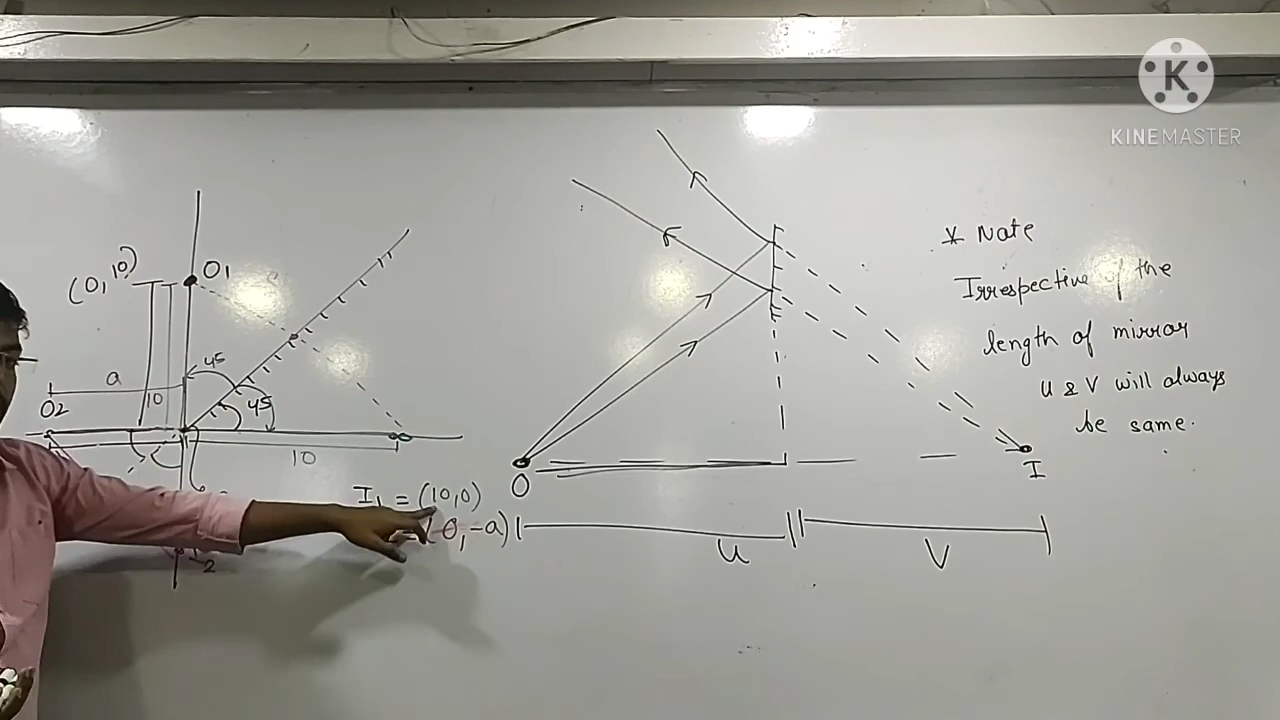 K
KINEMASTER
(0, 10)
O1
a
O2
10
45
45
10
I1 = (10,0)
(0,-a)
2
O
I
U
V
* Note
Irrespective of the
length of mirror
U & V will always
be same.